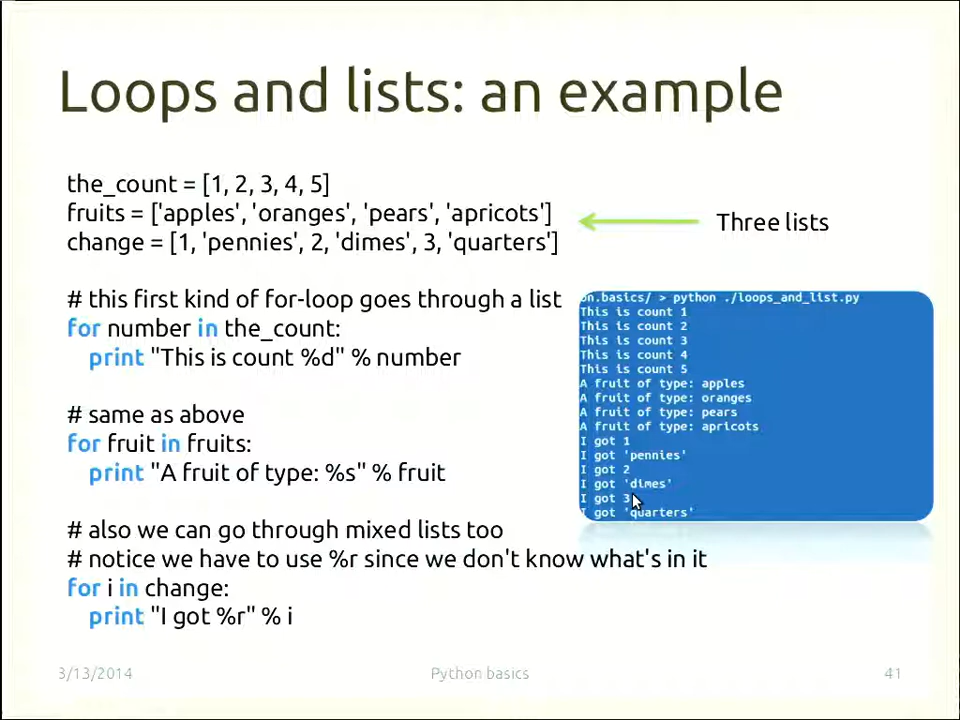 Loops and lists: an example
the_count = [1, 2, 3, 4, 5]
fruits = ['apples', 'oranges', 'pears', 'apricots']
change = [1, 'pennies', 2, 'dimes', 3, 'quarters']
Three lists
# this first kind of for-loop goes through a list
for number in the_count:
print "This is count %d" % number
# same as above
for fruit in fruits:
print "A fruit of type: %s" % fruit
# also we can go through mixed lists too
# notice we have to use %r since we don't know what's in it
for i in change:
print "I got %r" % i
on.basics/ > python ./loops_and_list.py
This is count 1
This is count 2
This is count 3
This is count 4
This is count 5
A fruit of type: apples
A fruit of type: oranges
A fruit of type: pears
A fruit of type: apricots
I got 1
I got 'pennies'
I got 2
I got 'dimes'
I got 3
I got 'quarters'
3/13/2014
Python basics
41